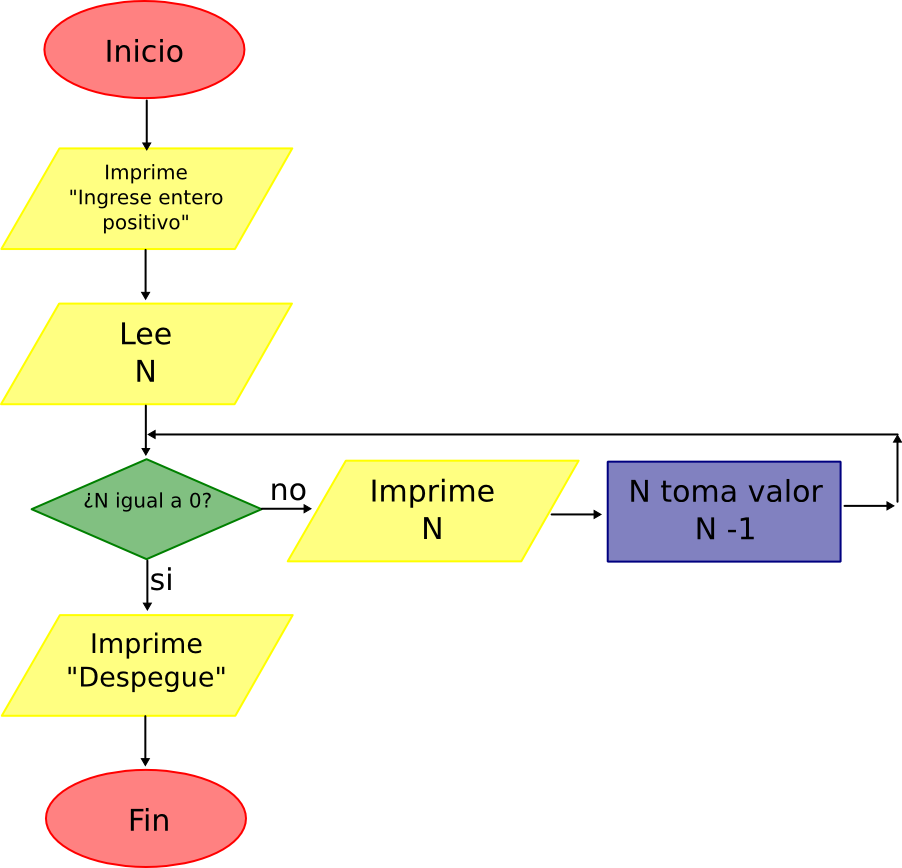 Inicio
Imprime
"Ingrese entero
positivo"
Lee
N
¿N igual a 0?
no
Imprime
N
N toma valor
N -1
si
Imprime
"Despegue"
Fin